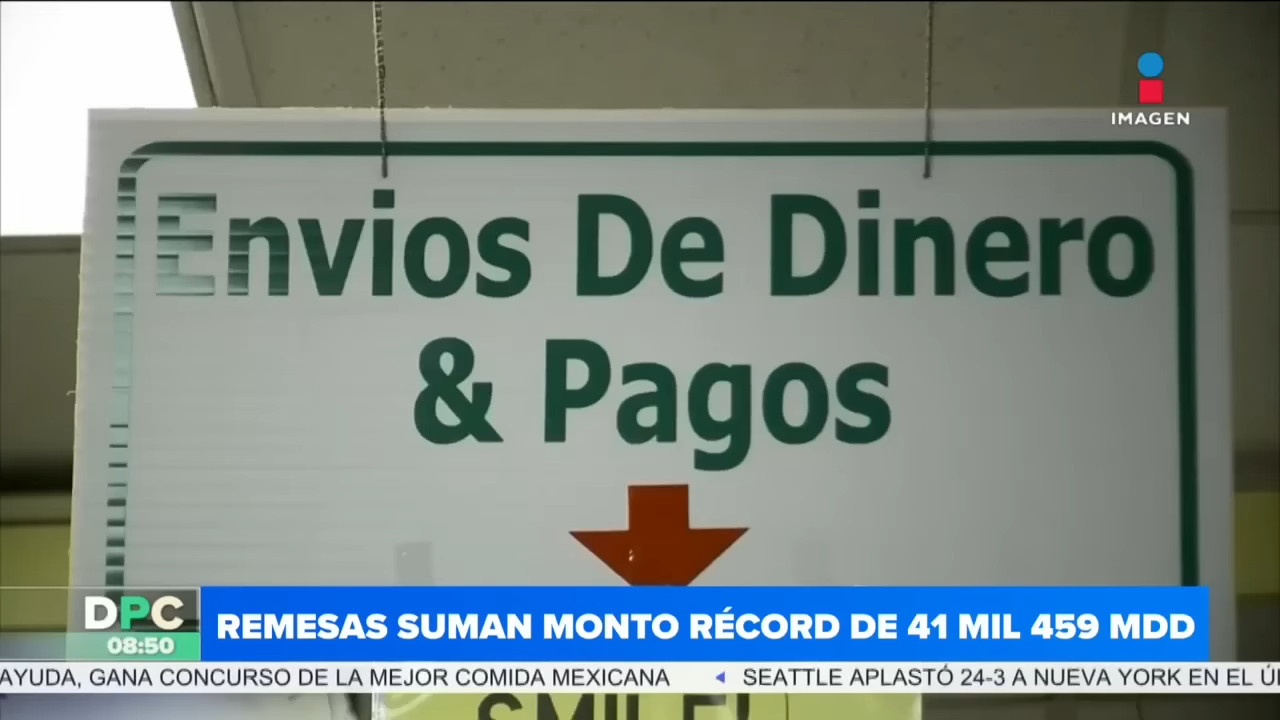 IMAGEN
Envios De Dinero
& Pagos
DPC
08:50
REMESAS SUMAN MONTO RÉCORD DE 41 MIL 459 MDD
AYUDA, GANA CONCURSO DE LA MEJOR COMIDA MEXICANA
SEATTLE APLASTÓ 24-3 A NUEVA YORK EN EL
SMILE!